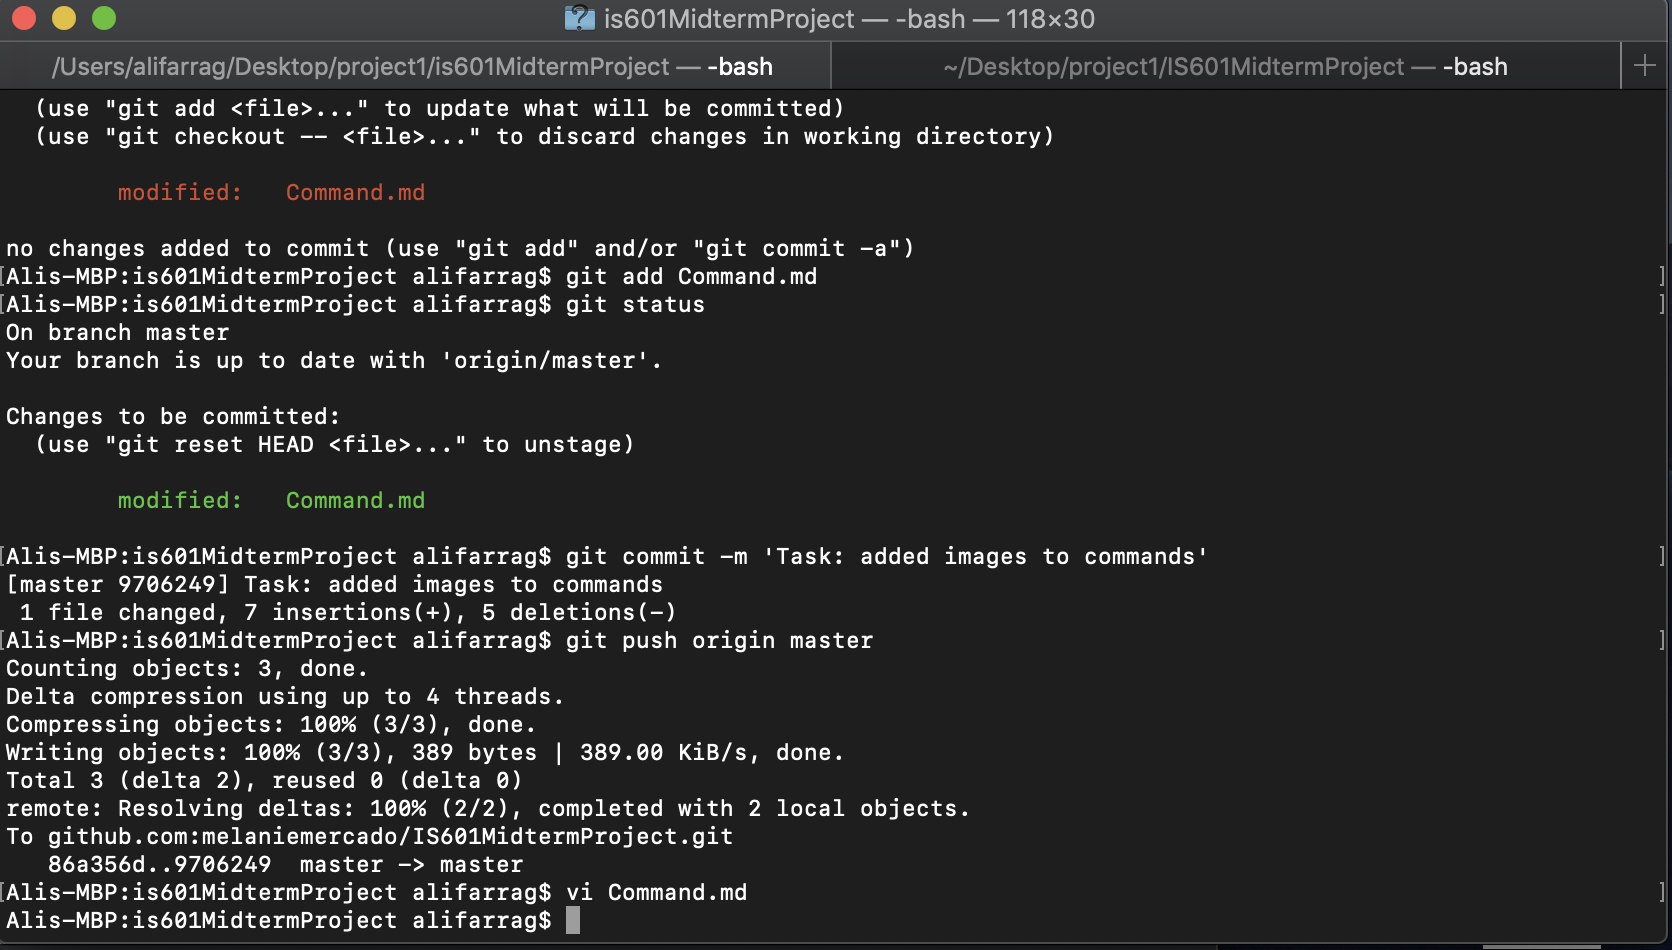 is601MidtermProject — -bash — 118×30
/Users/alifarrag/Desktop/project1/is601MidtermProject — -bash
~/Desktop/project1/IS601MidtermProject — -bash
(use "git add <file>..." to update what will be committed)
(use "git checkout -- <file>..." to discard changes in working directory)
modified:   Command.md
no changes added to commit (use "git add" and/or "git commit -a")
[Alis-MBP:is601MidtermProject alifarrag$ git add Command.md ]
[Alis-MBP:is601MidtermProject alifarrag$ git status ]
On branch master
Your branch is up to date with 'origin/master'.
Changes to be committed:
(use "git reset HEAD <file>..." to unstage)
modified:   Command.md
[Alis-MBP:is601MidtermProject alifarrag$ git commit -m 'Task: added images to commands' ]
[master 9706249] Task: added images to commands
1 file changed, 7 insertions(+), 5 deletions(-)
[Alis-MBP:is601MidtermProject alifarrag$ git push origin master ]
Counting objects: 3, done.
Delta compression using up to 4 threads.
Compressing objects: 100% (3/3), done.
Writing objects: 100% (3/3), 389 bytes | 389.00 KiB/s, done.
Total 3 (delta 2), reused 0 (delta 0)
remote: Resolving deltas: 100% (2/2), completed with 2 local objects.
To github.com:melaniemercado/IS601MidtermProject.git
86a356d..9706249  master -> master
[Alis-MBP:is601MidtermProject alifarrag$ vi Command.md ]
Alis-MBP:is601MidtermProject alifarrag$